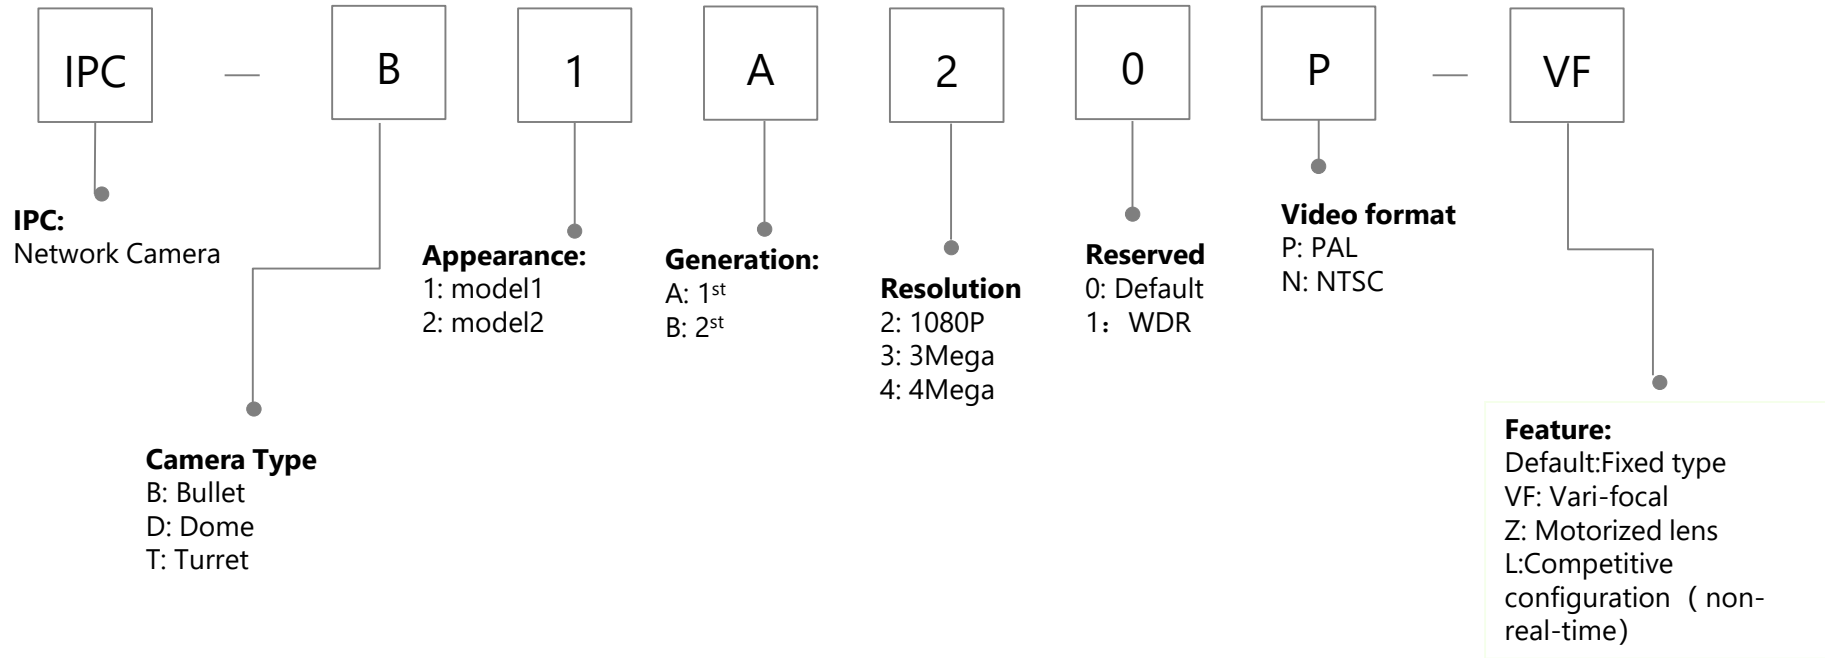 IPC — B 1 A 2 0 P — VF
IPC:
Network Camera
Camera Type
B: Bullet
D: Dome
T: Turret
Appearance:
1: model1
2: model2
Generation:
A: 1st
B: 2st
Resolution
2: 1080P
3: 3Mega
4: 4Mega
Reserved
0: Default
1：WDR
Video format
P: PAL
N: NTSC
Feature:
Default:Fixed type
VF: Vari-focal
Z: Motorized lens
L:Competitive
configuration（ non-
real-time)